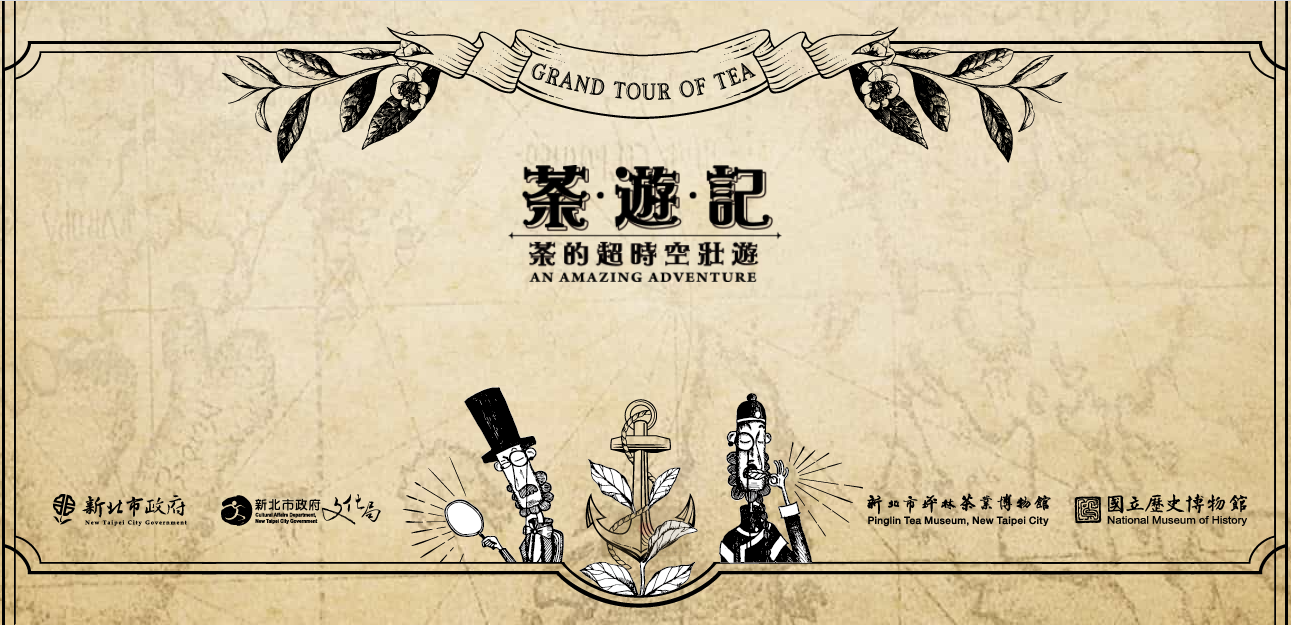 GRAND TOUR OF TEA
茶·遊·記
茶的超時空壯遊
AN AMAZING ADVENTURE
新北市政府
New Taipei City Government
新北市政府文化局
Cultural Affairs Department,
New Taipei City Government
新北市坪林茶業博物館
Pinglin Tea Museum, New Taipei City
國立歷史博物館
National Museum of History